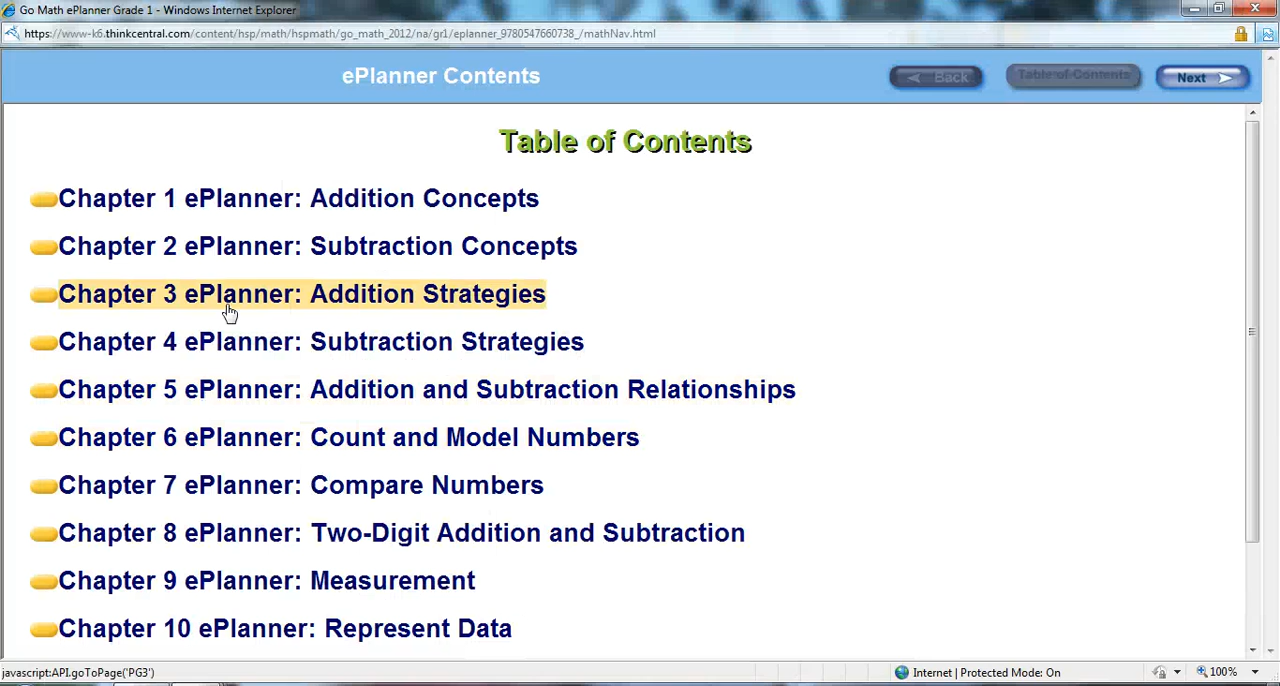 Go Math ePlanner Grade 1 - Windows Internet Explorer
https://www-k6.thinkcentral.com/content/hsp/math/hspmath/go_math_2012/na/gr1/eplanner_9780547660738_/mathNav.html
ePlanner Contents
Back
Table of Contents
Next
Table of Contents
Chapter 1 ePlanner: Addition Concepts
Chapter 2 ePlanner: Subtraction Concepts
Chapter 3 ePlanner: Addition Strategies
Chapter 4 ePlanner: Subtraction Strategies
Chapter 5 ePlanner: Addition and Subtraction Relationships
Chapter 6 ePlanner: Count and Model Numbers
Chapter 7 ePlanner: Compare Numbers
Chapter 8 ePlanner: Two-Digit Addition and Subtraction
Chapter 9 ePlanner: Measurement
Chapter 10 ePlanner: Represent Data
javascript:API.goToPage('PG3')
Internet | Protected Mode: On
100%